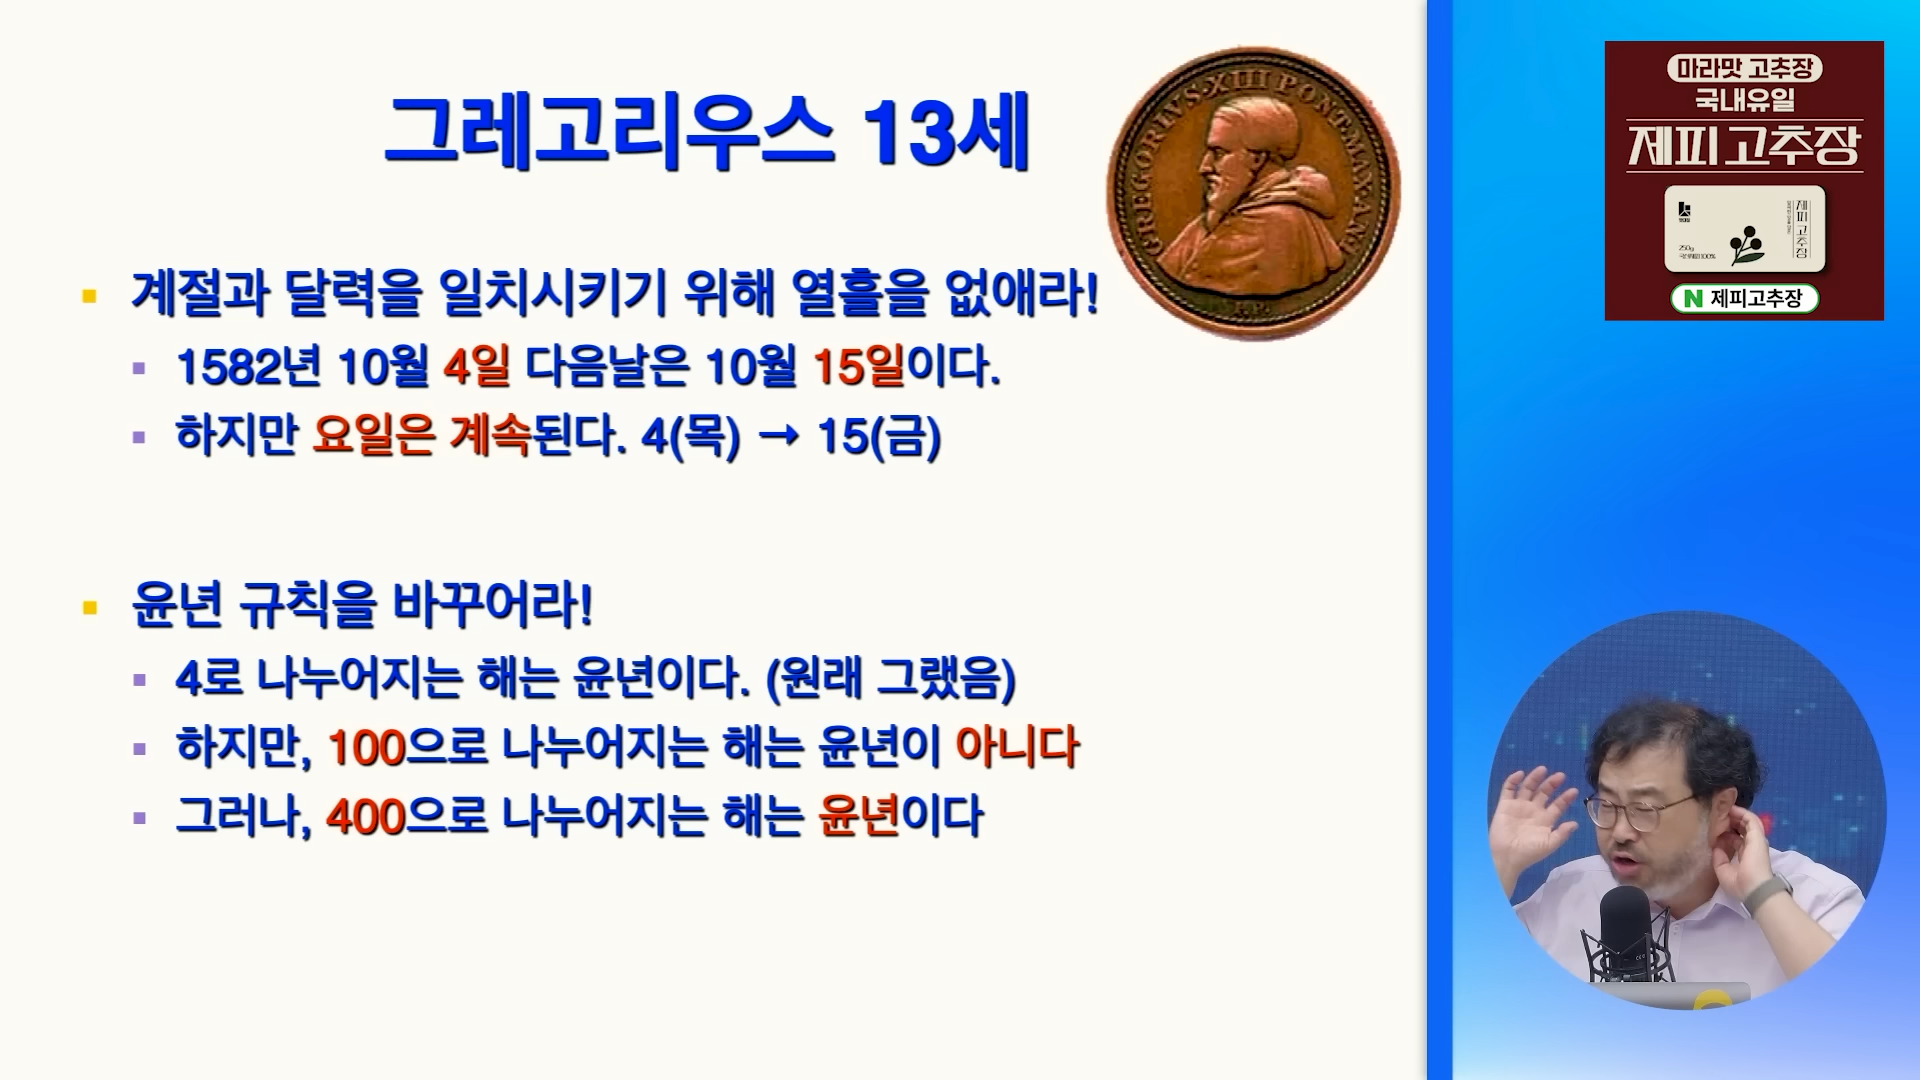 그레고리우스 13세
GREGORIVS·XIII PONT·MAX·AN·I
계절과 달력을 일치시키기 위해 열흘을 없애라!
1582년 10월 4일 다음날은 10월 15일이다.
하지만 요일은 계속된다. 4(목) → 15(금)
윤년 규칙을 바꾸어라!
4로 나누어지는 해는 윤년이다. (원래 그랬음)
하지만, 100으로 나누어지는 해는 윤년이 아니다
그러나, 400으로 나누어지는 해는 윤년이다
마라맛 고추장
국내유일
제피고추장
제피고추장
250g
N 제피고추장